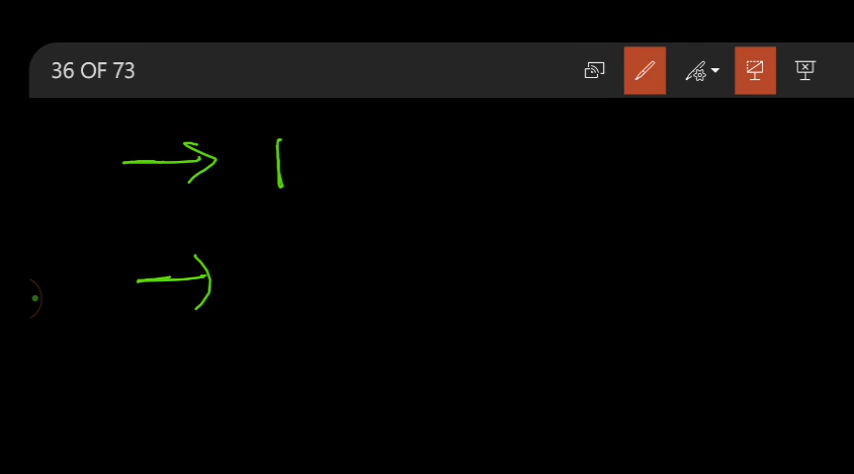 36 OF 73
→ |
→